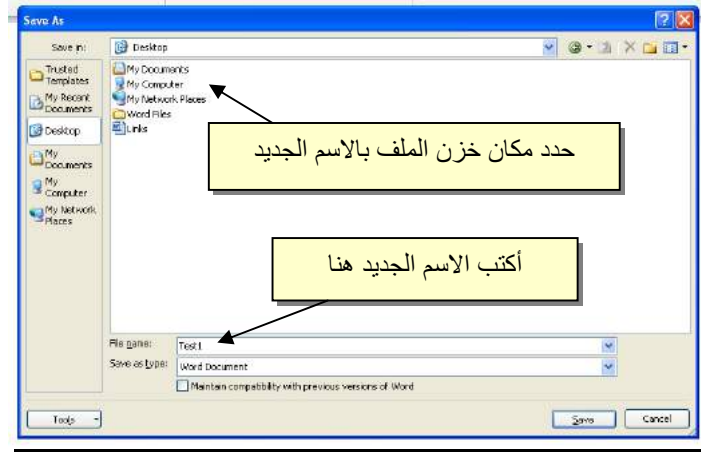 Save As
Save in:
Desktop
Trusted
Templates
My Recent
Documents
Desktop
My
Documents
My
Computer
My Network
Places
My Documents
My Computer
My Network Places
Word Files
Links
حدد مكان خزن الملف بالاسم الجديد
أكتب الاسم الجديد هنا
File name:
Test1
Save as type:
Word Document
Maintain compatibility with previous versions of Word
Tools
Save
Cancel